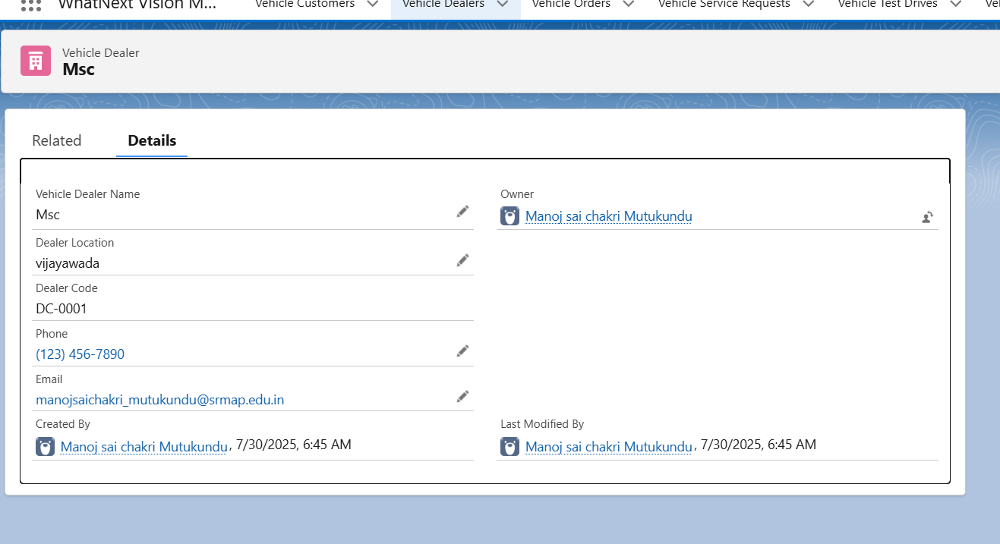 WhatNext Vision M... Vehicle Customers Vehicle Dealers Vehicle Orders Vehicle Service Requests Vehicle Test Drives
Vehicle Dealer
Msc
Related Details
Vehicle Dealer Name
Msc
Owner
Manoj sai chakri Mutukundu
Dealer Location
vijayawada
Dealer Code
DC-0001
Phone
(123) 456-7890
Email
manojsaichakri_mutukundu@srmap.edu.in
Created By
Manoj sai chakri Mutukundu, 7/30/2025, 6:45 AM
Last Modified By
Manoj sai chakri Mutukundu, 7/30/2025, 6:45 AM